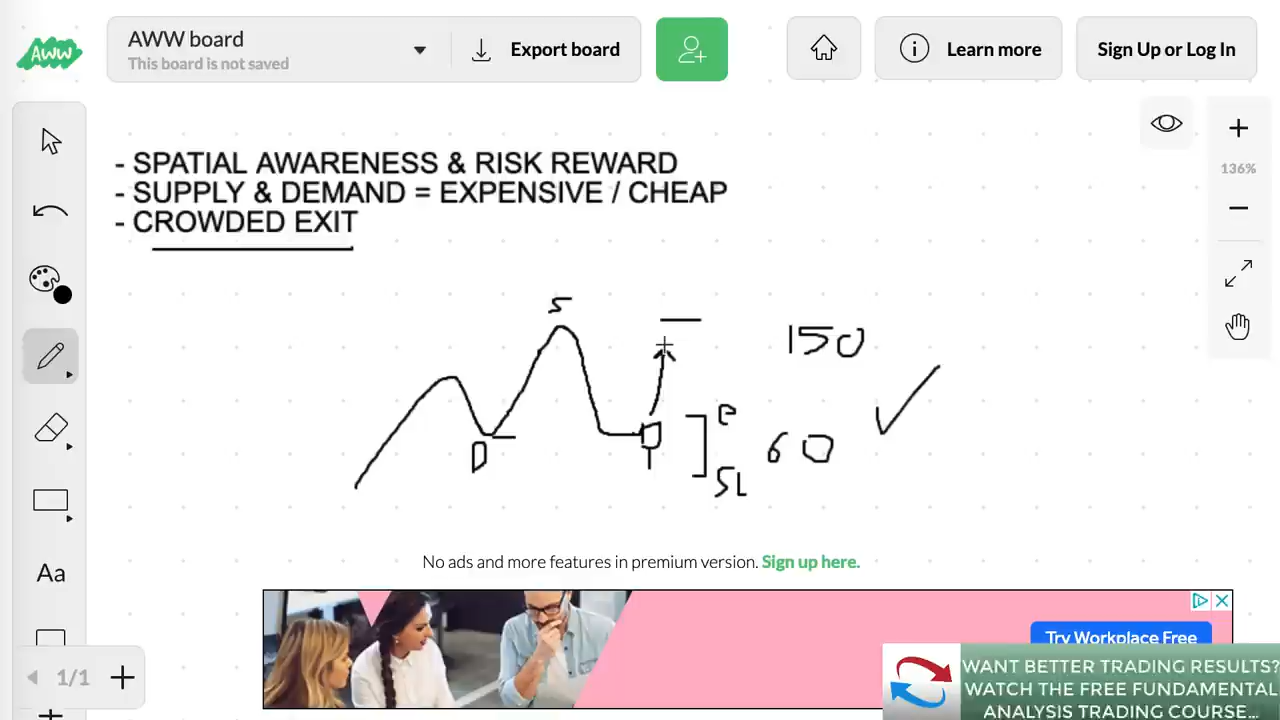 AWW
AWW board
This board is not saved
Export board
Learn more
Sign Up or Log In
136%
- SPATIAL AWARENESS & RISK REWARD
- SUPPLY & DEMAND = EXPENSIVE / CHEAP
- CROWDED EXIT
S
150
D
e
60
SL
Aa
No ads and more features in premium version. Sign up here.
Try Workplace Free
1/1
WANT BETTER TRADING RESULTS?
WATCH THE FREE FUNDAMENTAL
ANALYSIS TRADING COURSE...